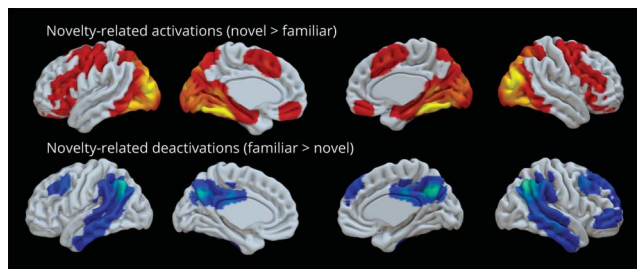 Novelty-related activations (novel > familiar)
Novelty-related deactivations (familiar > novel)